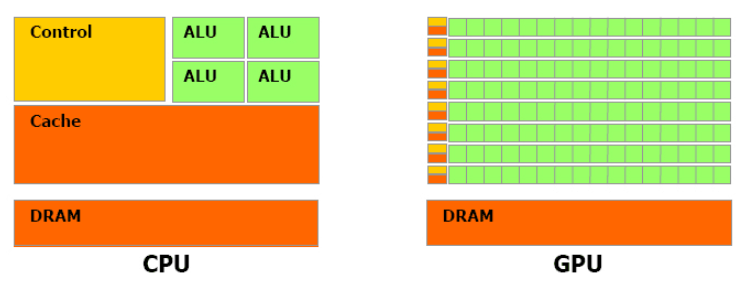 Control
ALU ALU
ALU ALU
Cache
DRAM
CPU
DRAM
GPU